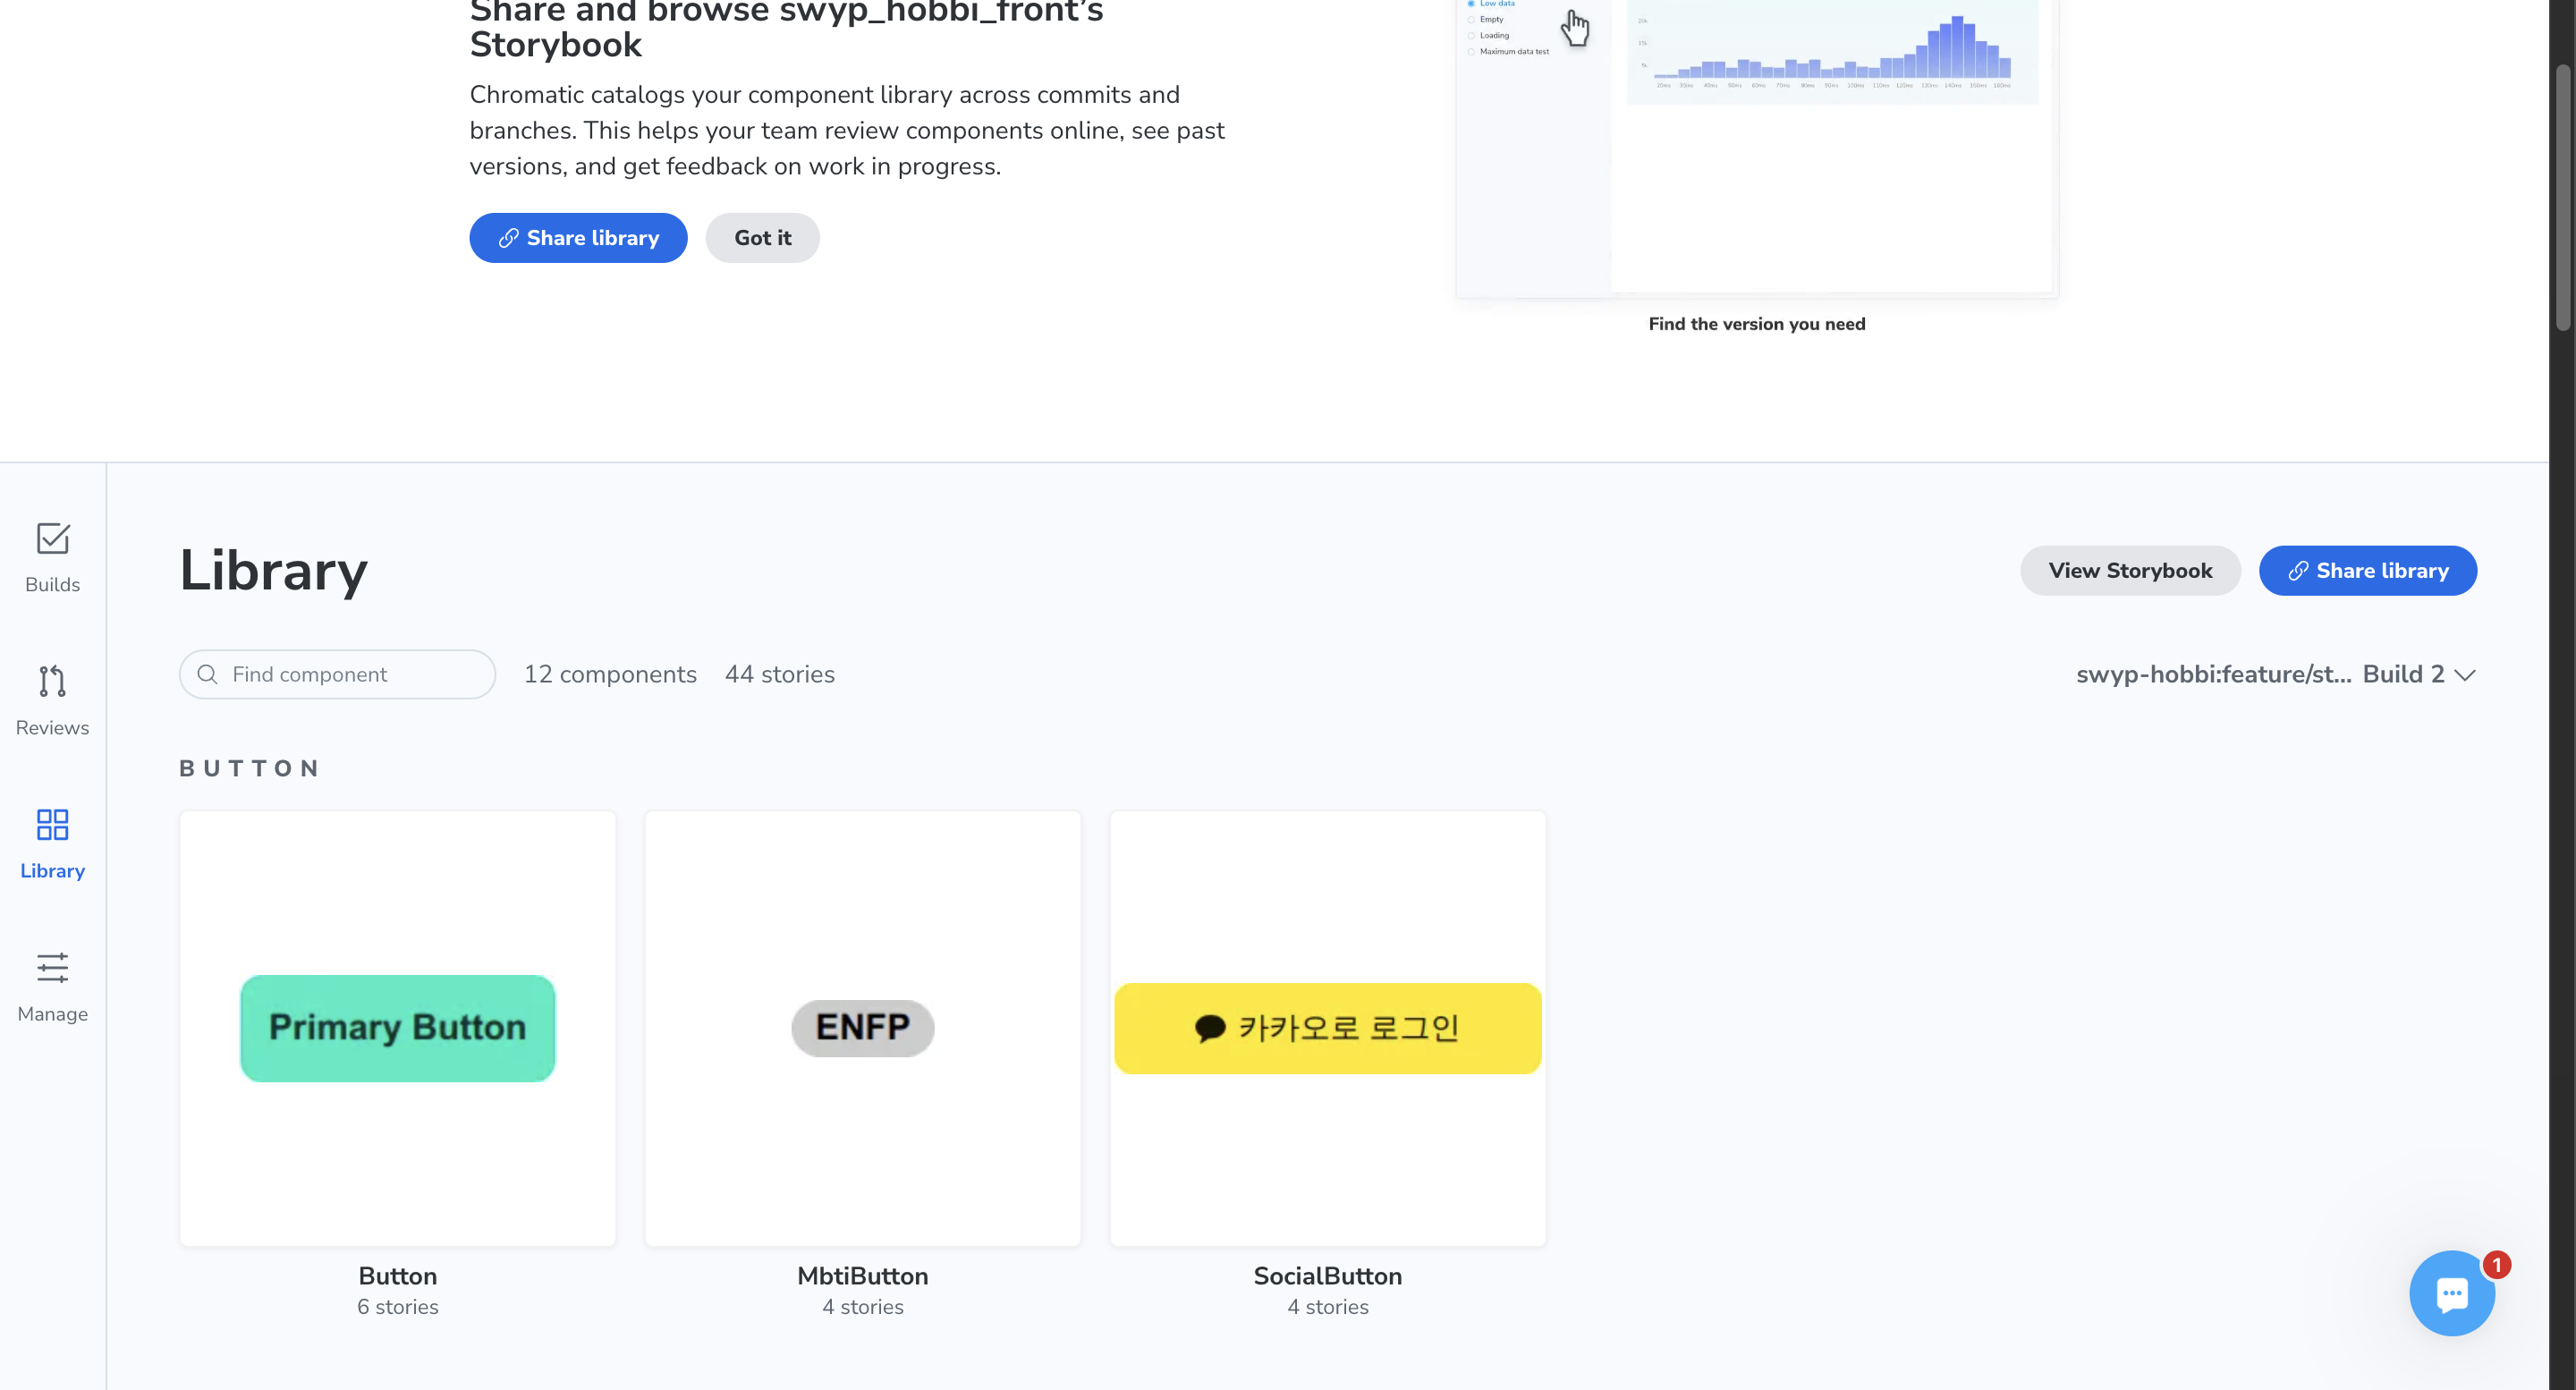 Share and browse swyp_hobbi_front's
Storybook
Chromatic catalogs your component library across commits and
branches. This helps your team review components online, see past
versions, and get feedback on work in progress.
Share library
Got it
Low data
Empty
Loading
Maximum data test
Find the version you need
Builds
Reviews
Library
Manage
Library
View Storybook
Share library
Find component
12 components
44 stories
swyp-hobbi:feature/st... Build 2
BUTTON
Primary Button
ENFP
카카오로 로그인
Button
6 stories
MbtiButton
4 stories
SocialButton
4 stories
1